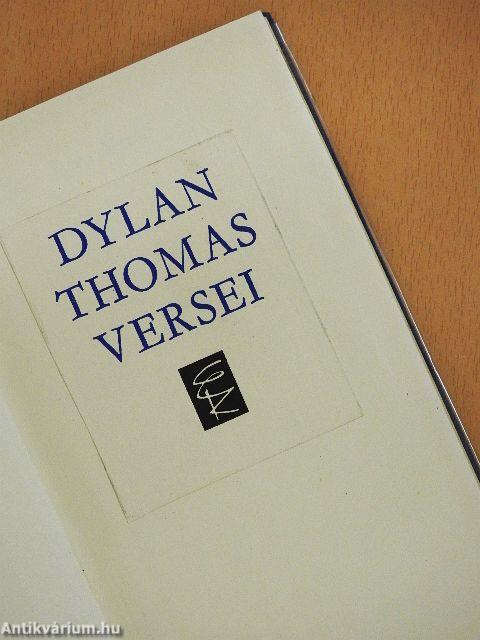 DYLAN
THOMAS
VERSEI
Antikvárium.hu